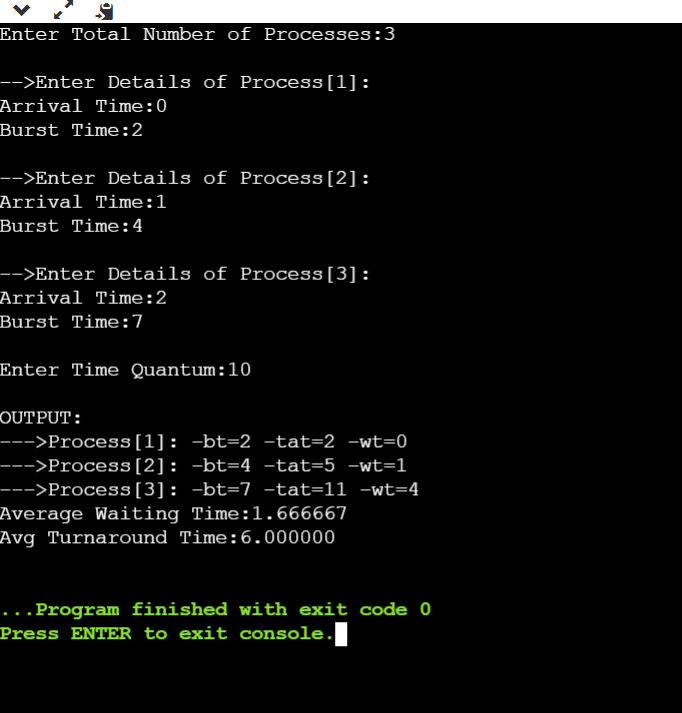 Enter Total Number of Processes:3
-->Enter Details of Process[1]:
Arrival Time:0
Burst Time:2
-->Enter Details of Process[2]:
Arrival Time:1
Burst Time:4
-->Enter Details of Process[3]:
Arrival Time:2
Burst Time:7
Enter Time Quantum:10
OUTPUT:
--->Process[1]: -bt=2 -tat=2 -wt=0
--->Process[2]: -bt=4 -tat=5 -wt=1
--->Process[3]: -bt=7 -tat=11 -wt=4
Average Waiting Time:1.666667
Avg Turnaround Time:6.000000
...Program finished with exit code 0
Press ENTER to exit console.